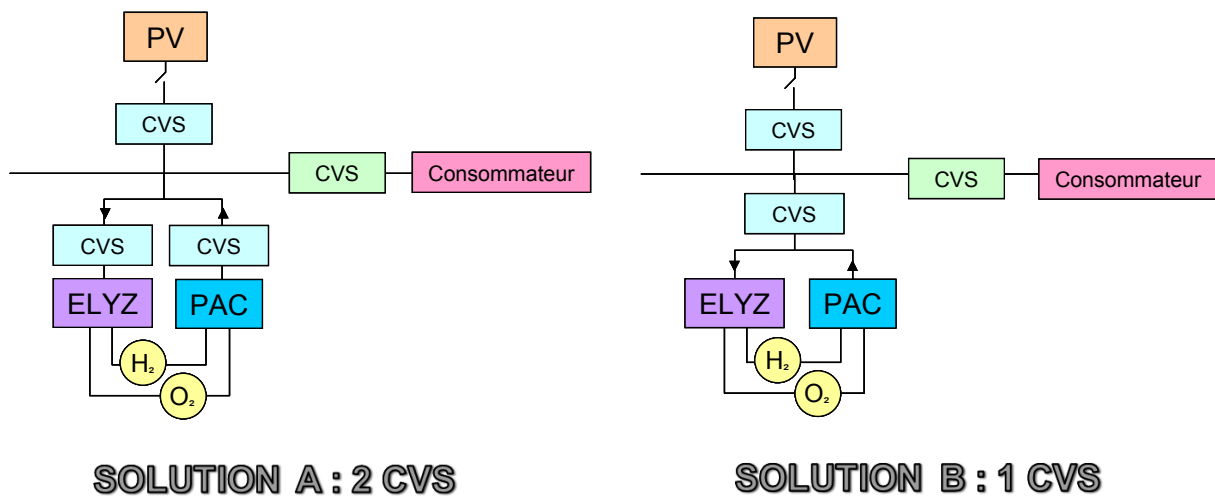 PV
CVS
CVS
Consommateur
CVS
CVS
ELYZ
PAC
H₂
O₂
SOLUTION A : 2 CVS
PV
CVS
CVS
Consommateur
CVS
ELYZ
PAC
H₂
O₂
SOLUTION B : 1 CVS